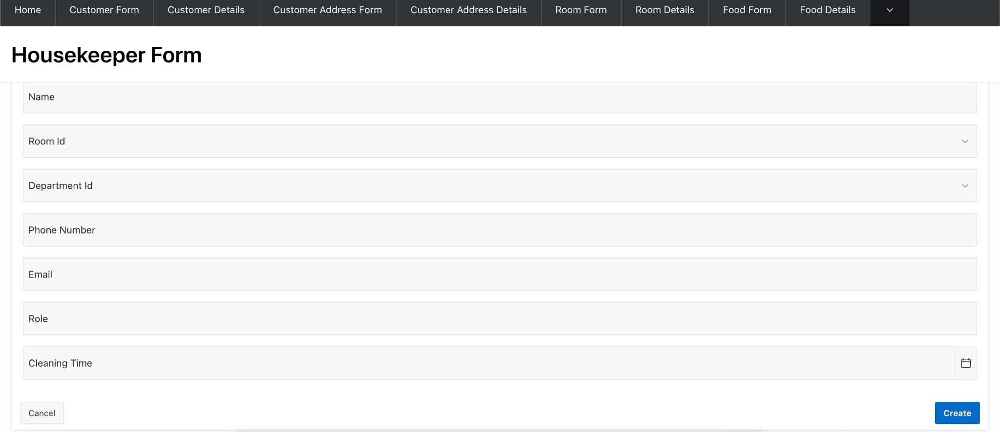 Home Customer Form Customer Details Customer Address Form Customer Address Details Room Form Room Details Food Form Food Details
Housekeeper Form
Name
Room Id
Department Id
Phone Number
Email
Role
Cleaning Time
Cancel Create